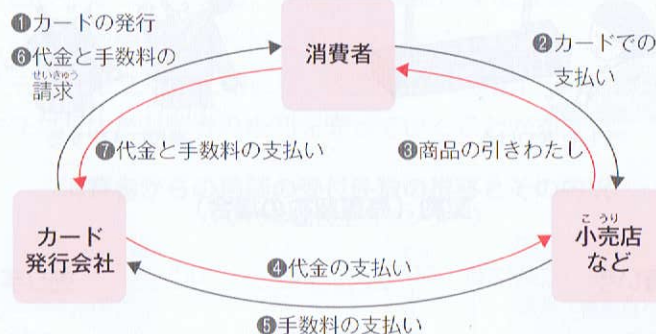 ❶カードの発行
❻代金と手数料の
せいきゅう
請求
消費者
❷カードでの
支払い
❼代金と手数料の支払い
❸商品の引きわたし
カード
発行会社
こうり
小売店
など
❹代金の支払い
❺手数料の支払い